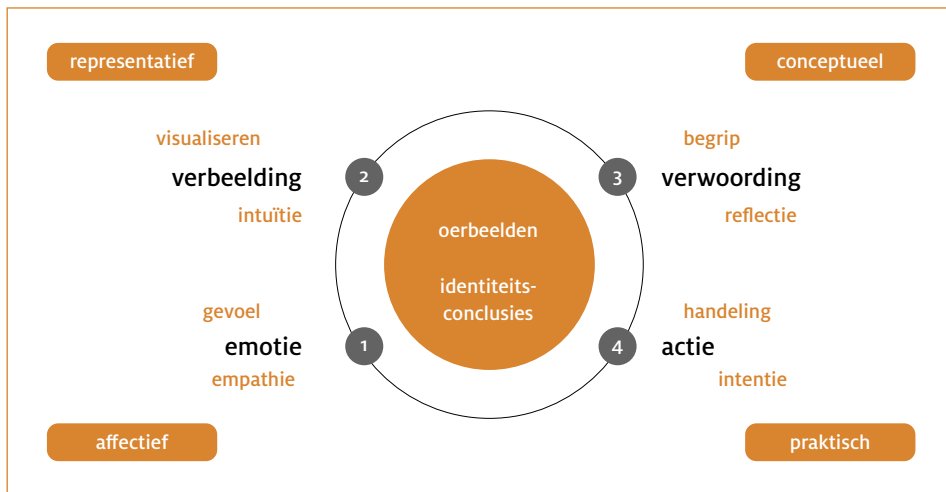 representatief
conceptueel
visualiseren
begrip
verbeelding
2
3
verwoording
intuïtie
reflectie
oerbeelden
identiteits-
conclusies
gevoel
handeling
emotie
1
4
actie
empathie
intentie
affectief
praktisch